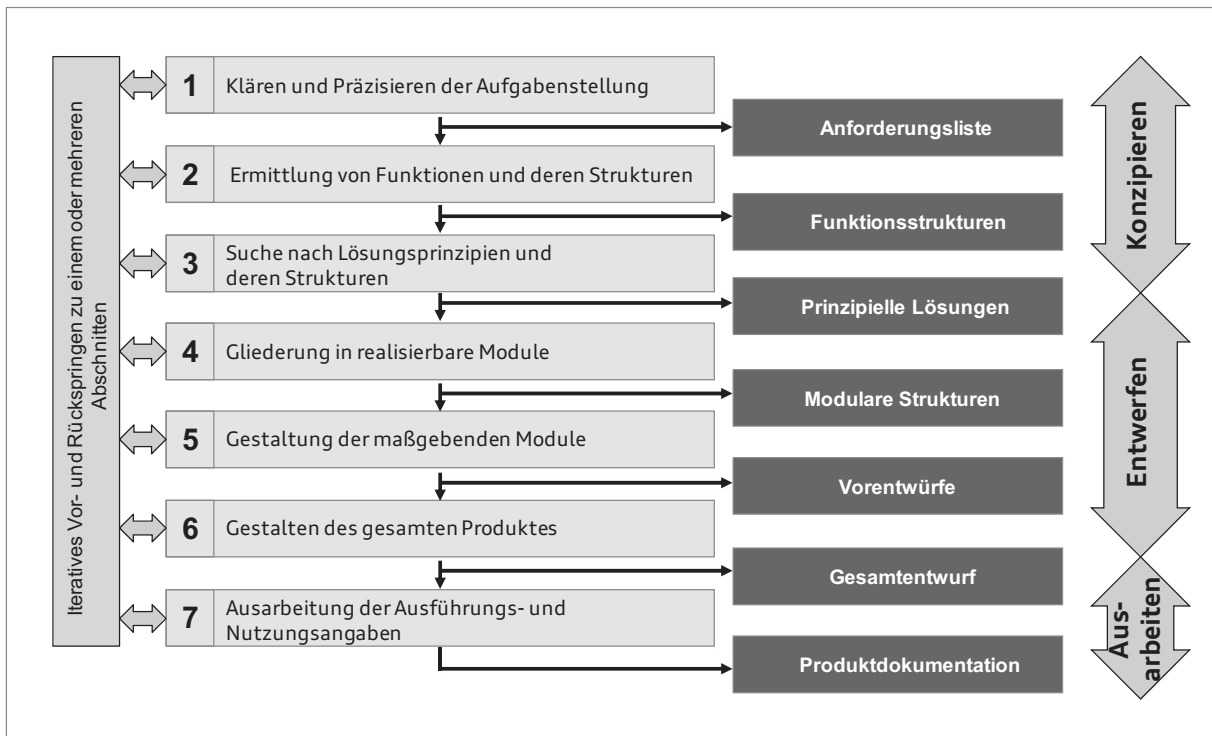 Iteratives Vor- und Rückspringen zu einem oder mehreren
Abschnitten
1
Klären und Präzisieren der Aufgabenstellung
Anforderungsliste
2
Ermittlung von Funktionen und deren Strukturen
Funktionsstrukturen
3
Suche nach Lösungsprinzipien und
deren Strukturen
Prinzipielle Lösungen
4
Gliederung in realisierbare Module
Modulare Strukturen
5
Gestaltung der maßgebenden Module
Vorentwürfe
6
Gestalten des gesamten Produktes
Gesamtentwurf
7
Ausarbeitung der Ausführungs- und
Nutzungsangaben
Produktdokumentation
Konzipieren
Entwerfen
Aus-
arbeiten